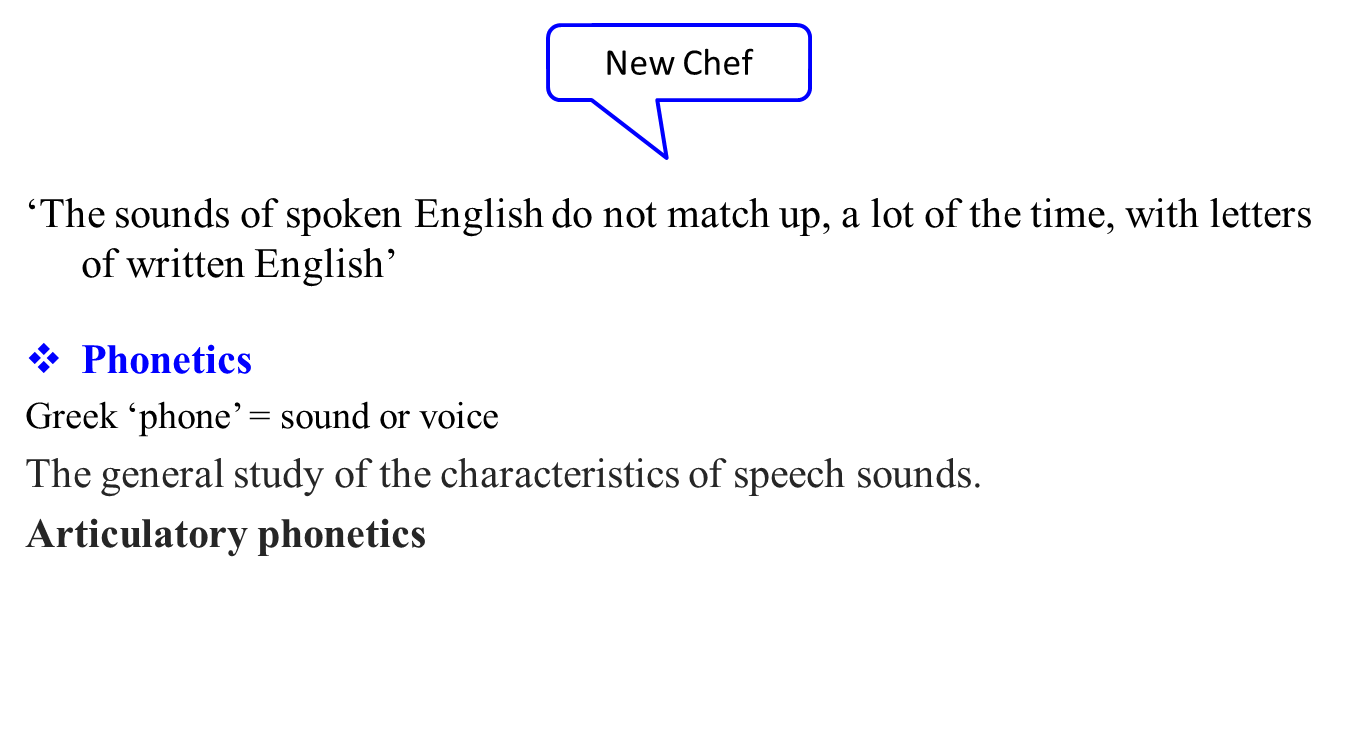 New Chef
‘The sounds of spoken English do not match up, a lot of the time, with letters
of written English’
❖ Phonetics
Greek ‘phone’ = sound or voice
The general study of the characteristics of speech sounds.
Articulatory phonetics